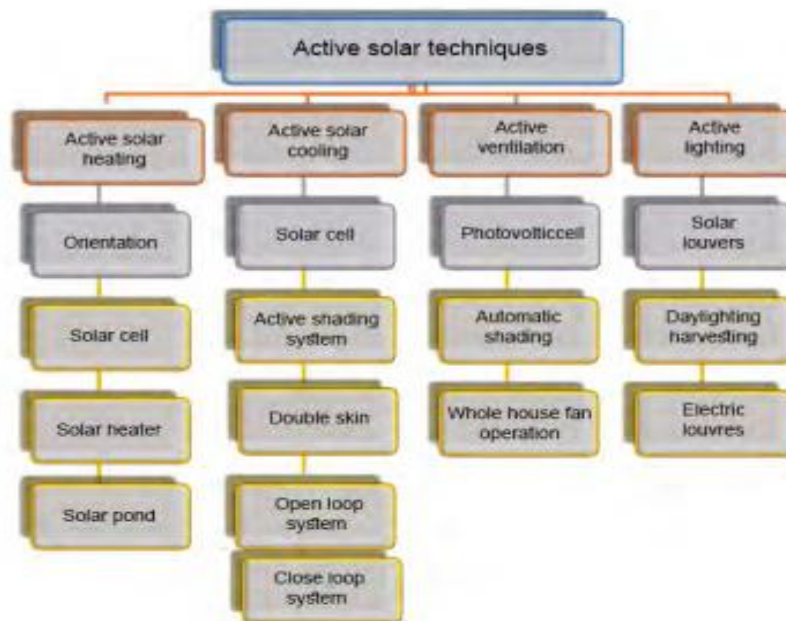 Active solar techniques
Active solar
heating
Orientation
Solar cell
Solar heater
Solar pond
Active solar
cooling
Solar cell
Active shading
system
Double skin
Open loop
system
Close loop
system
Active
ventilation
Photovolticcell
Automatic
shading
Whole house fan
operation
Active
lighting
Solar
louvers
Daylighting
harvesting
Electric
louvres